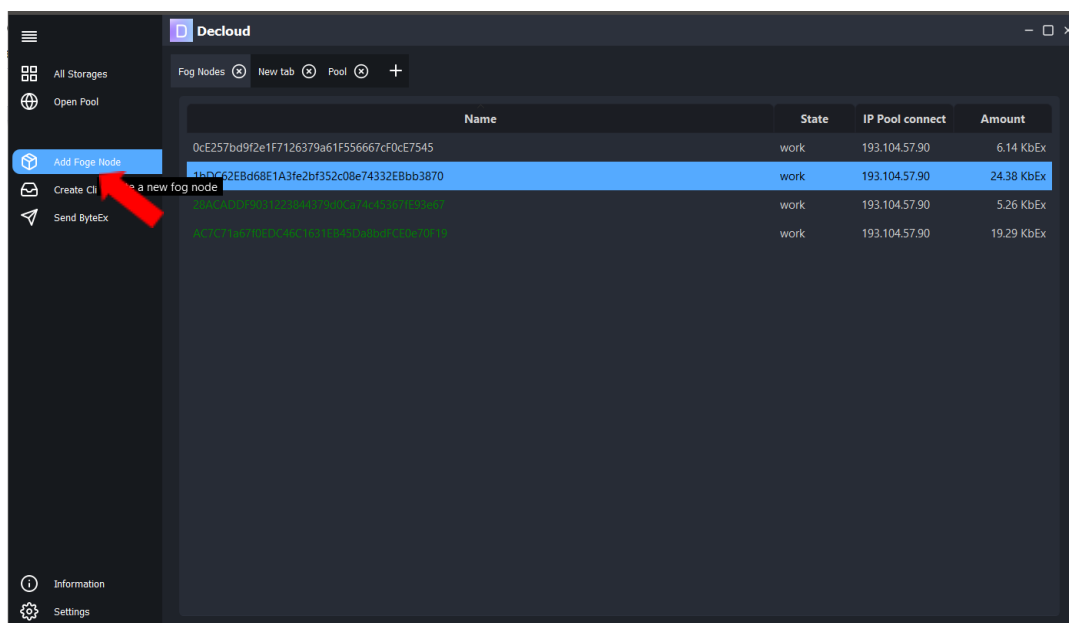 Decloud
All Storages
Open Pool
Add Foge Node
Create Cli
a new fog node
Send ByteEx
Information
Settings
Fog Nodes
New tab
Pool
Name State IP Pool connect Amount
0cE257bd9f2e1F7126379a61F556667cF0cE7545 work 193.104.57.90 6.14 KbEx
1bDC62EBd68E1A3fe2bf352c08e74332EBbb3870 work 193.104.57.90 24.38 KbEx
28ACADDF9031223844379d0Ca74c45367fE93e67 work 193.104.57.90 5.26 KbEx
AC7C71a67f0EDC46C1631EB45Da8bdFCE0e70F19 work 193.104.57.90 19.29 KbEx